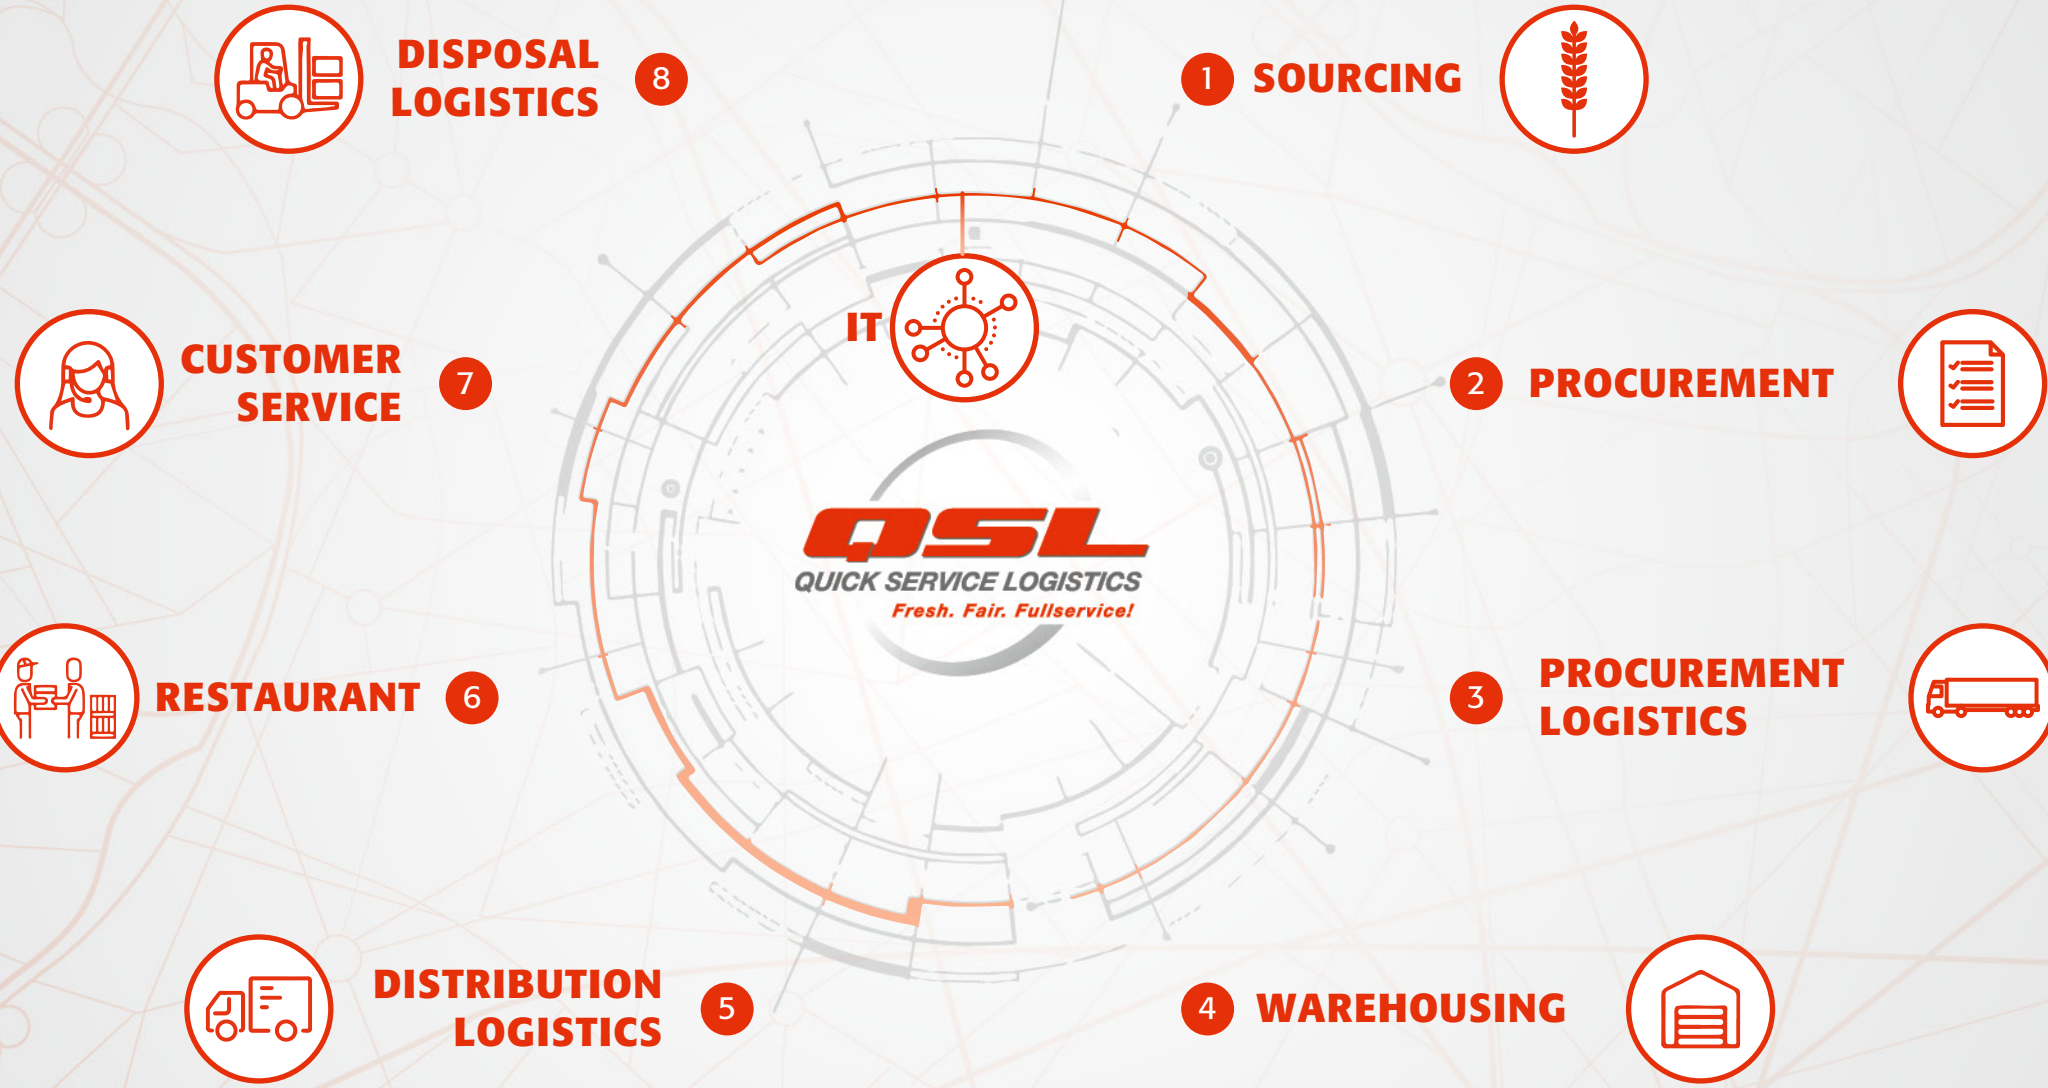 1 SOURCING
2 PROCUREMENT
3 PROCUREMENT
LOGISTICS
4 WAREHOUSING
DISTRIBUTION
LOGISTICS 5
RESTAURANT 6
CUSTOMER
SERVICE 7
DISPOSAL
LOGISTICS 8
IT
QSL
QUICK SERVICE LOGISTICS
Fresh. Fair. Fullservice!